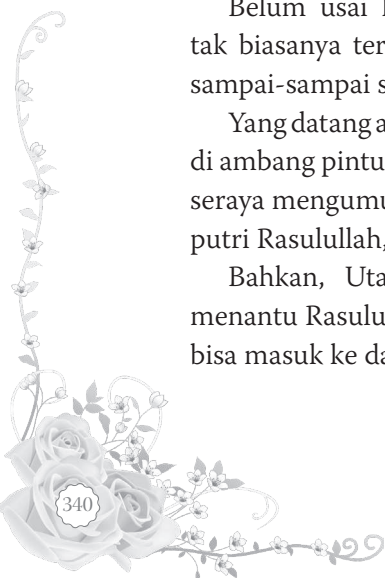 Belum usai
tak biasanya
sampai-sampai
Yang datang
di ambang pintu
seraya
putri Rasulullah,
Bahkan,
menantu
bisa masuk ke
340